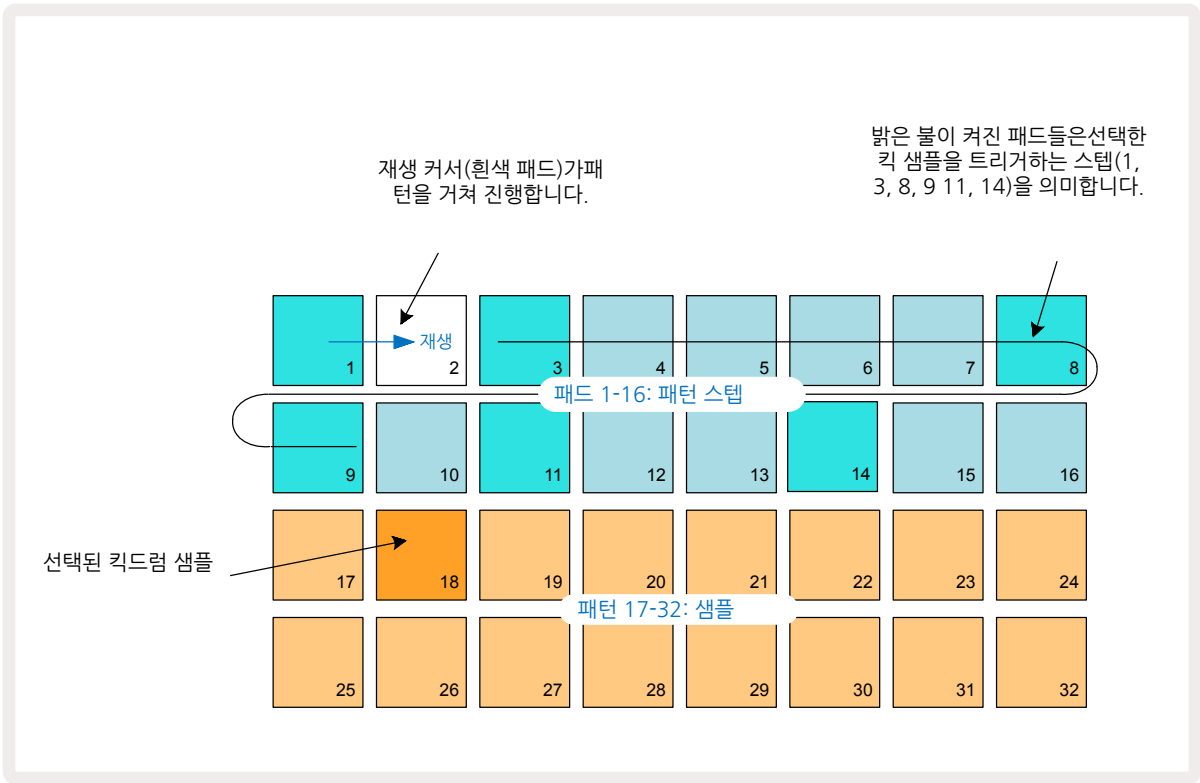 재생 커서(흰색 패드)가패
턴을 거쳐 진행합니다.
밝은 불이 켜진 패드들은선택한
킥 샘플을 트리거하는 스텝(1,
3, 8, 9 11, 14)을 의미합니다.
재생
1 2 3 4 5 6 7 8
패드 1-16: 패턴 스텝
9 10 11 12 13 14 15 16
선택된 킥드럼 샘플
17 18 19 20 21 22 23 24
패턴 17-32: 샘플
25 26 27 28 29 30 31 32